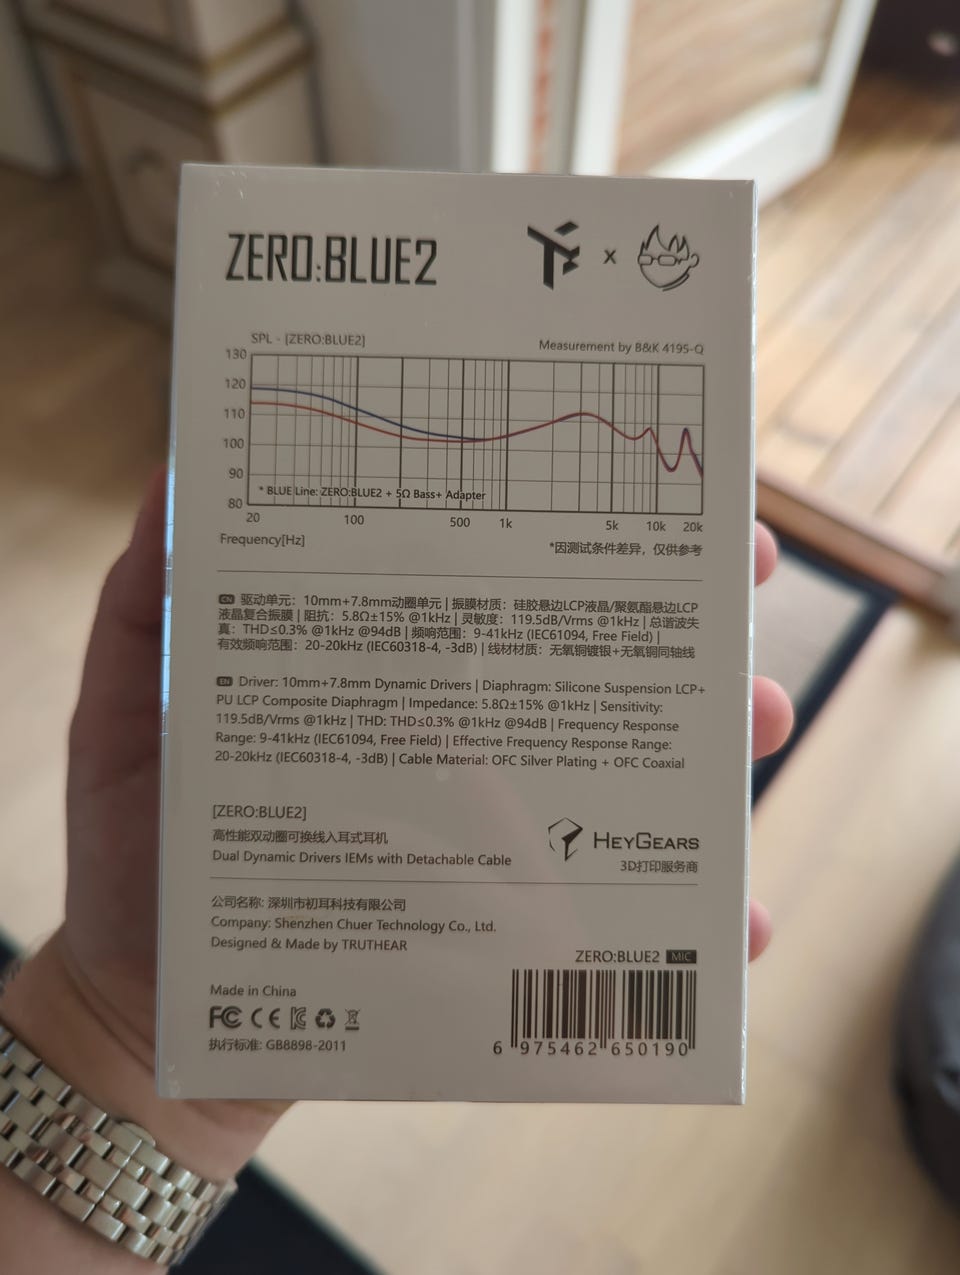 ZERO:BLUE2
x
SPL - [ZERO:BLUE2]
Measurement by B&K 4195-Q
130
120
110
100
90
80
* BLUE Line: ZERO:BLUE2 + 5Ω Bass+ Adapter
20 100 500 1k 5k 10k 20k
Frequency[Hz]
*因测试条件差异，仅供参考
CN 驱动单元：10mm+7.8mm动圈单元 | 振膜材质：硅胶悬边LCP液晶/聚氨酯悬边LCP
液晶复合振膜 | 阻抗：5.8Ω±15% @1kHz | 灵敏度：119.5dB/Vrms @1kHz | 总谐波失
真：THD≤0.3% @1kHz @94dB | 频响范围：9-41kHz (IEC61094, Free Field) |
有效频响范围：20-20kHz (IEC60318-4, -3dB) | 线材材质：无氧铜镀银+无氧铜同轴线
EN Driver: 10mm+7.8mm Dynamic Drivers | Diaphragm: Silicone Suspension LCP+
PU LCP Composite Diaphragm | Impedance: 5.8Ω±15% @1kHz | Sensitivity:
119.5dB/Vrms @1kHz | THD: THD≤0.3% @1kHz @94dB | Frequency Response
Range: 9-41kHz (IEC61094, Free Field) | Effective Frequency Response Range:
20-20kHz (IEC60318-4, -3dB) | Cable Material: OFC Silver Plating + OFC Coaxial
[ZERO:BLUE2]
高性能双动圈可换线入耳式耳机
Dual Dynamic Drivers IEMs with Detachable Cable
HEYGEARS
3D打印服务商
公司名称: 深圳市初耳科技有限公司
Company: Shenzhen Chuer Technology Co., Ltd.
Designed & Made by TRUTHEAR
ZERO:BLUE2 MIC
Made in China
FC CE
执行标准: GB8898-2011
6 975462 650190